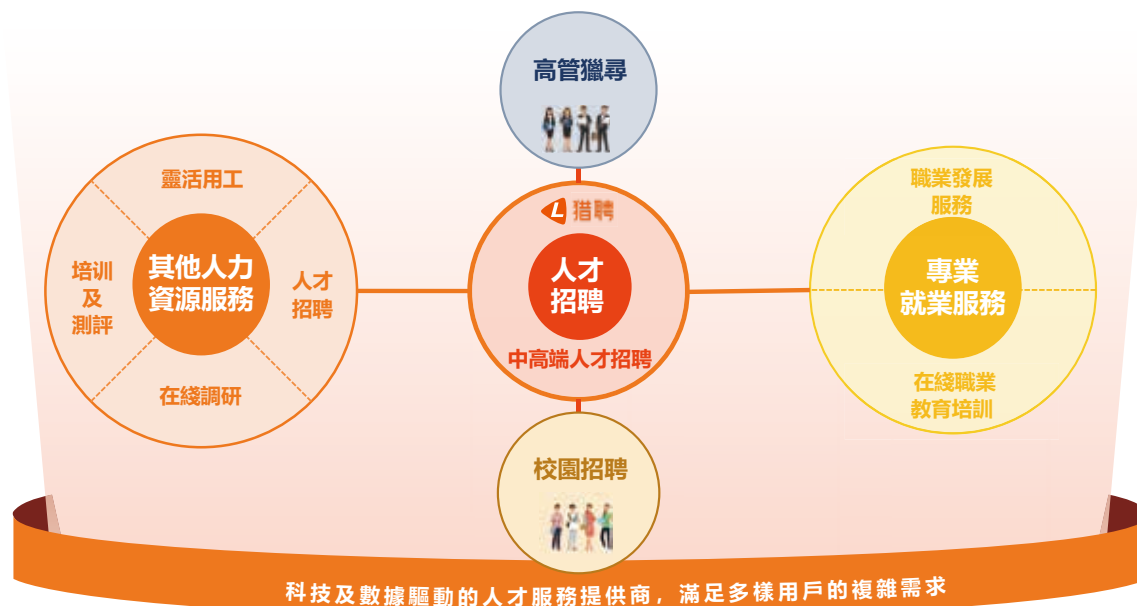 高管獵尋
靈活用工
培训
及
測評
其他人力
資源服務
人才
招聘
在綫調研
猎聘
人才
招聘
中高端人才招聘
職業發展
服務
專業
就業服務
在綫職業
教育培訓
校園招聘
科技及數據驅動的人才服務提供商，滿足多樣用戶的複雜需求